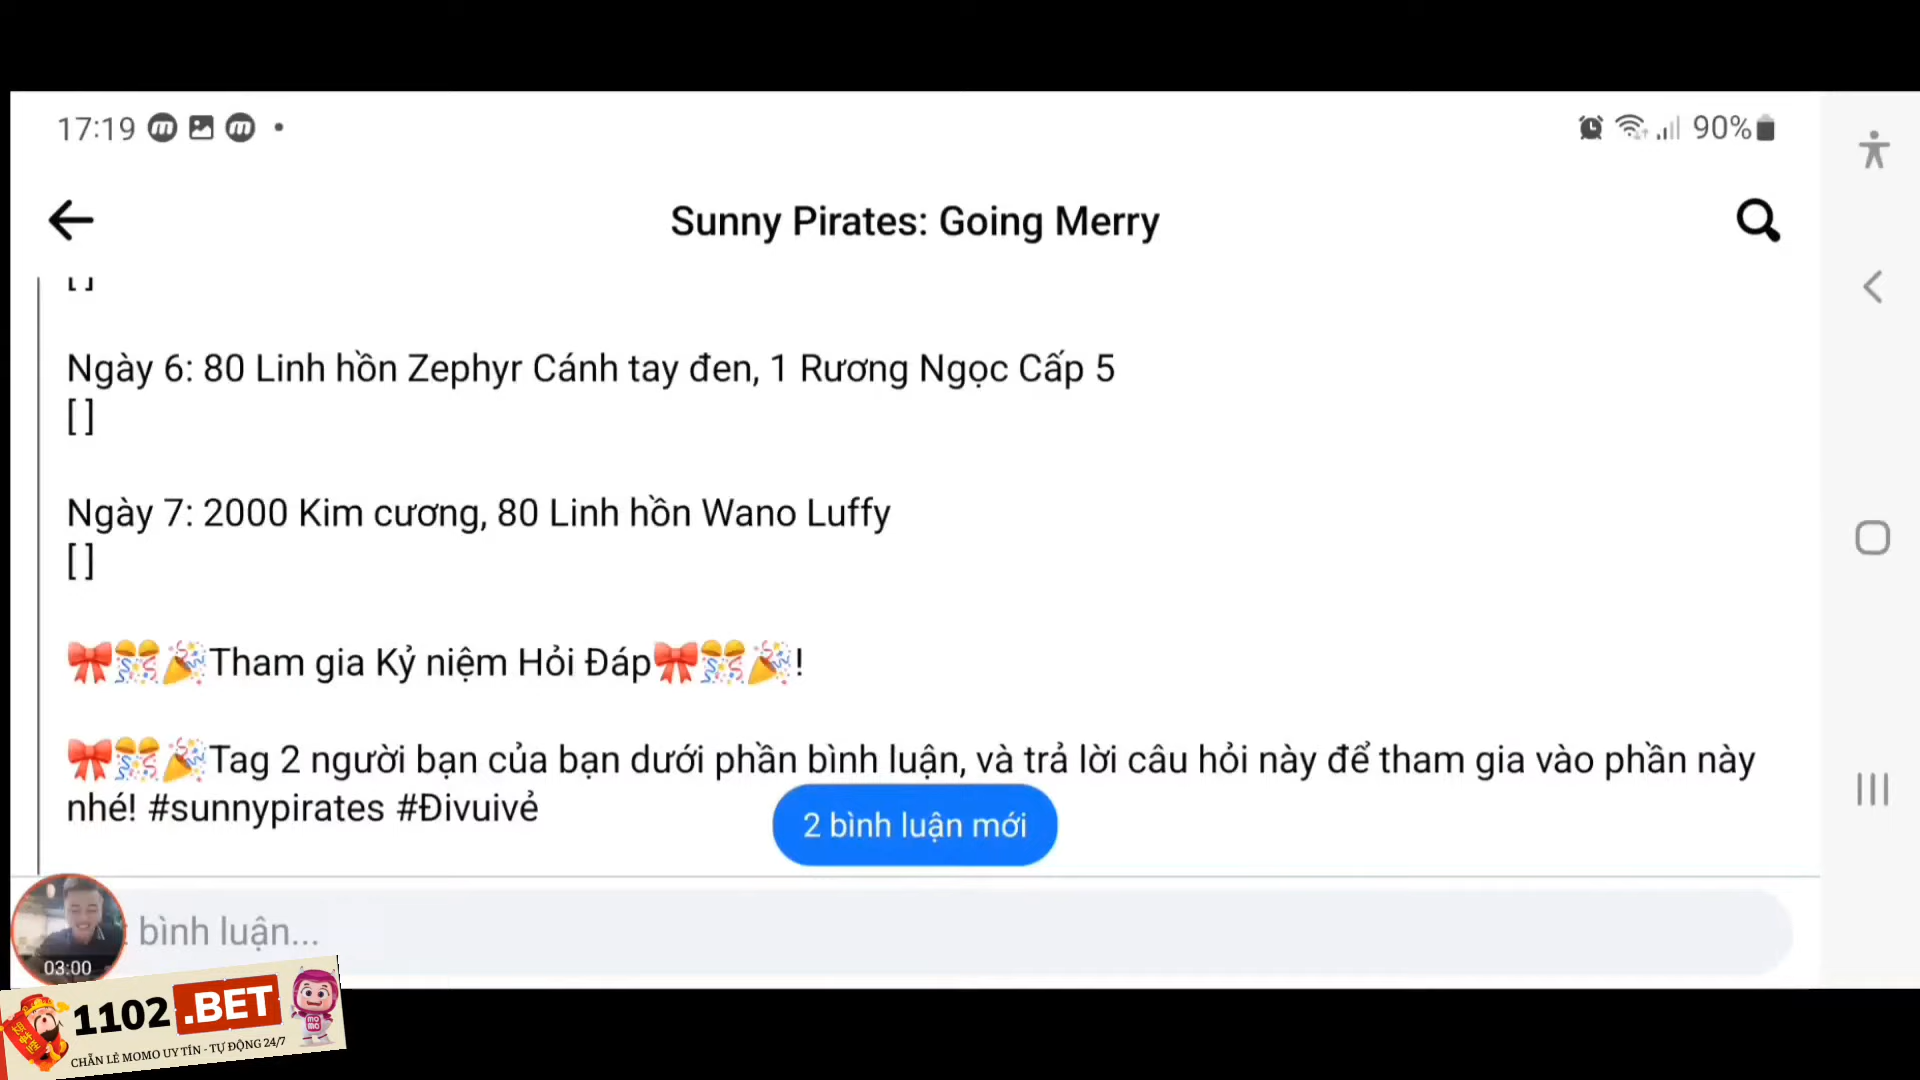 17:19
90%
Sunny Pirates: Going Merry
[]
Ngày 6: 80 Linh hồn Zephyr Cánh tay đen, 1 Rương Ngọc Cấp 5
[]
Ngày 7: 2000 Kim cương, 80 Linh hồn Wano Luffy
[]
🎀🎊🎉Tham gia Kỷ niệm Hỏi Đáp🎀🎊🎉!
🎀🎊🎉Tag 2 người bạn của bạn dưới phần bình luận, và trả lời câu hỏi này để tham gia vào phần này
nhé! #sunnypirates #Đivuivẻ
2 bình luận mới
bình luận...
03:00
1102.BET
mo mo
CHẴN LẺ MOMO UY TÍN - TỰ ĐỘNG 24/7